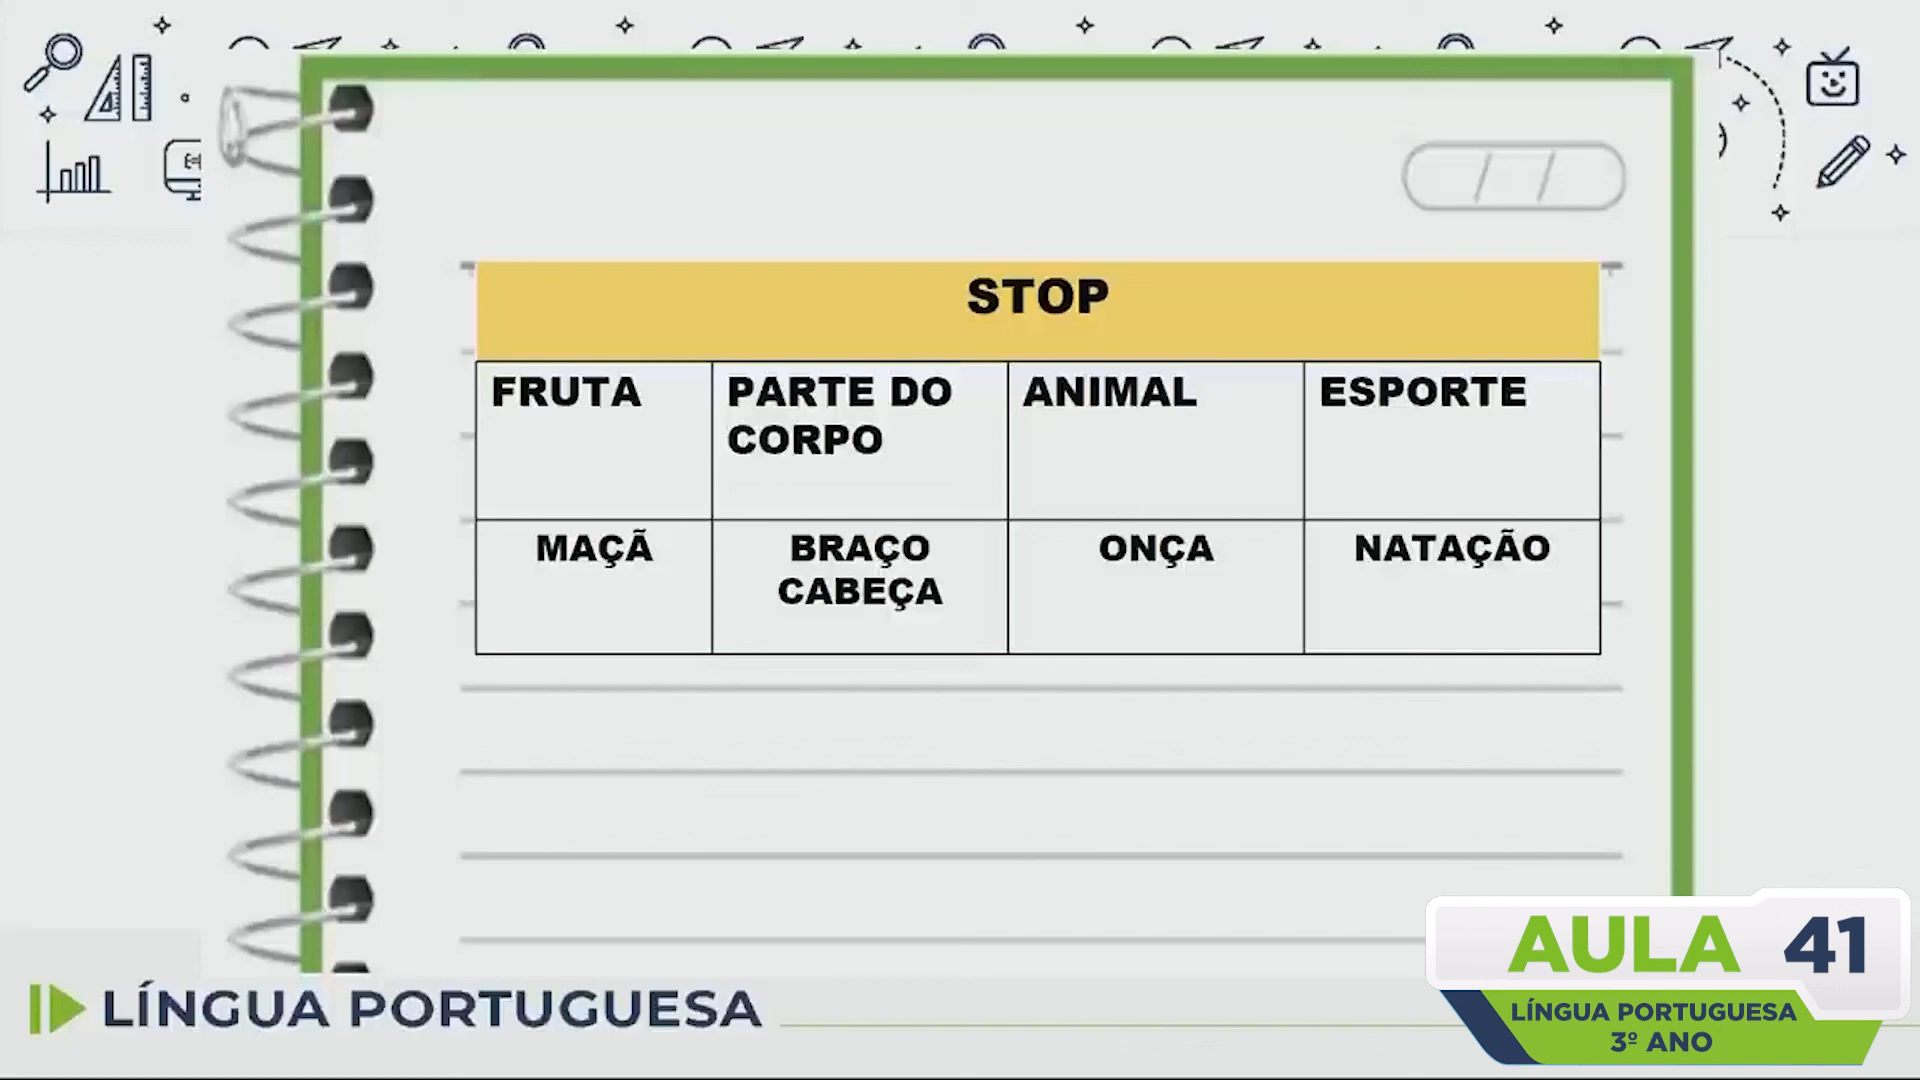 STOP
FRUTA
PARTE DO
CORPO
ANIMAL
ESPORTE
MAÇÃ
BRAÇO
CABEÇA
ONÇA
NATAÇÃO
LÍNGUA PORTUGUESA
AULA 41
LÍNGUA PORTUGUESA
3º ANO